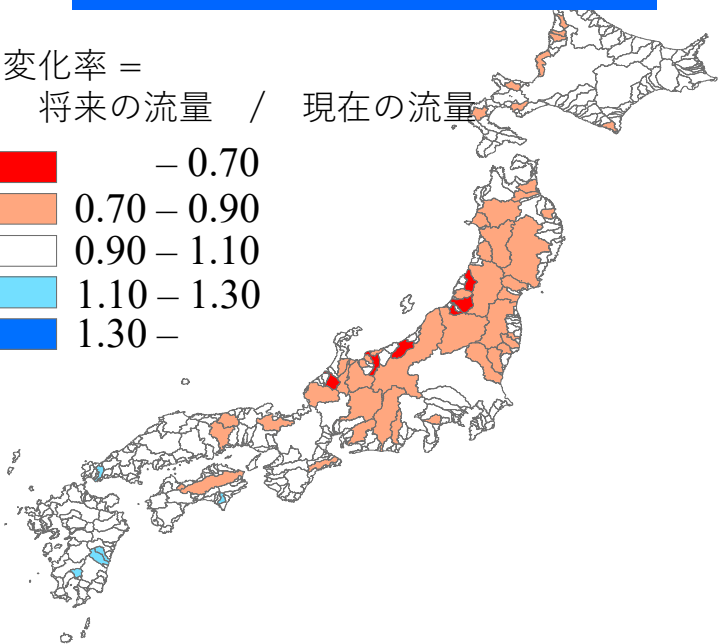 変化率 =
将来の流量 / 現在の流量
– 0.70
0.70 – 0.90
0.90 – 1.10
1.10 – 1.30
1.30 –